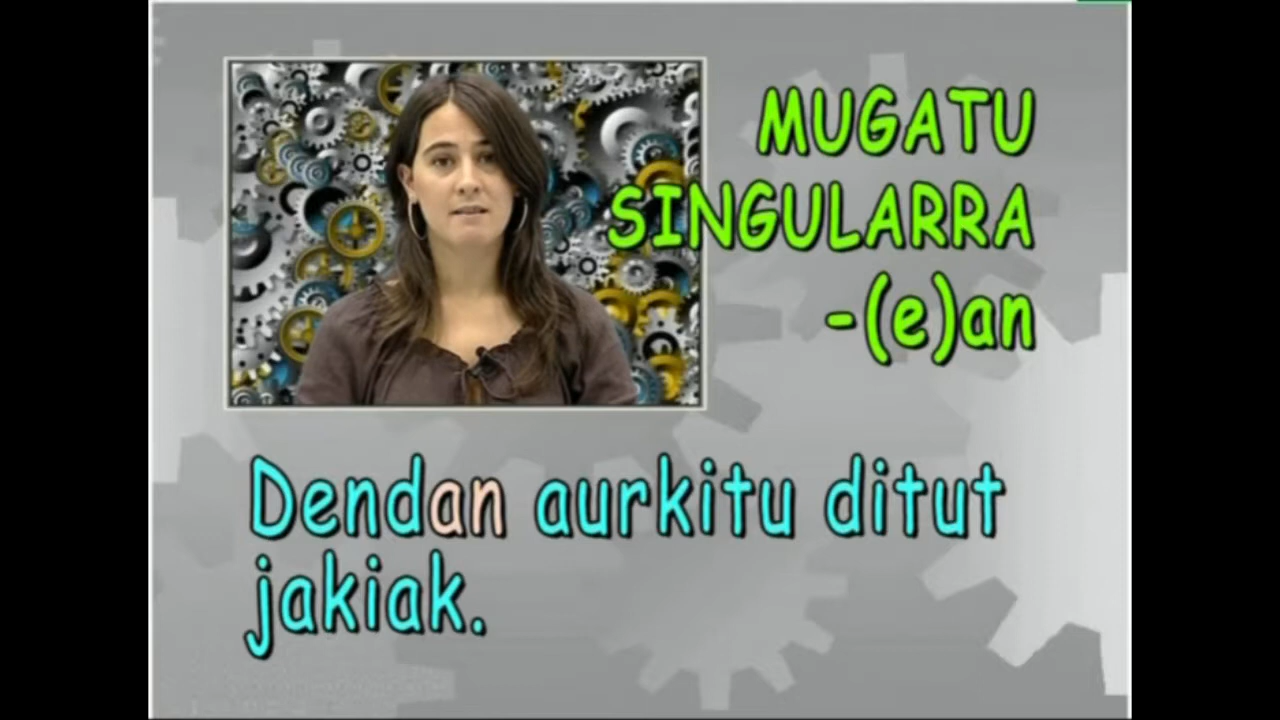 MUGATU
SINGULARRA
-(e)an
Dendan aurkitu ditut
jakiak.